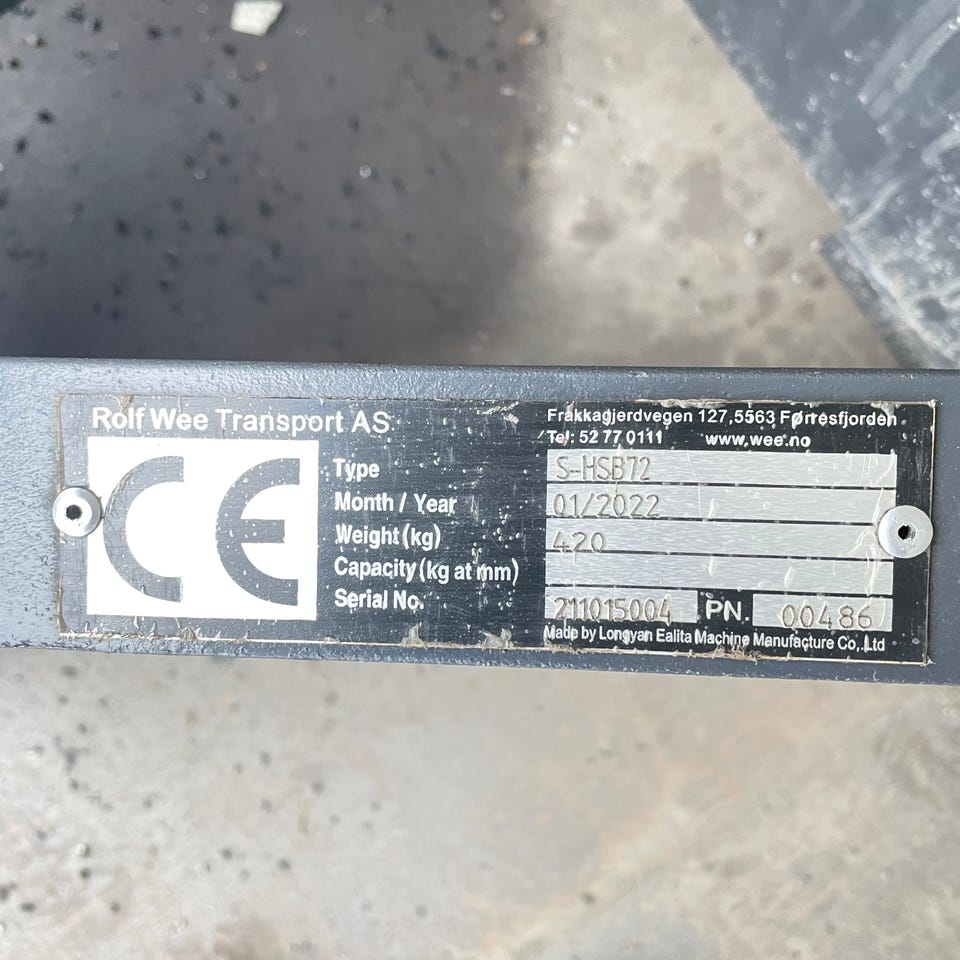 Rolf Wee Transport AS
Frakkagjerdvegen 127,5563 Førresfjorden
Tel: 52 77 0111 www.wee.no
CE
Type S-HSB72
Month / Year 01/2022
Weight (kg) 420
Capacity (kg at mm)
Serial No. 211015004 PN. 00486
Made by Longyan Ealita Machine Manufacture Co,.Ltd